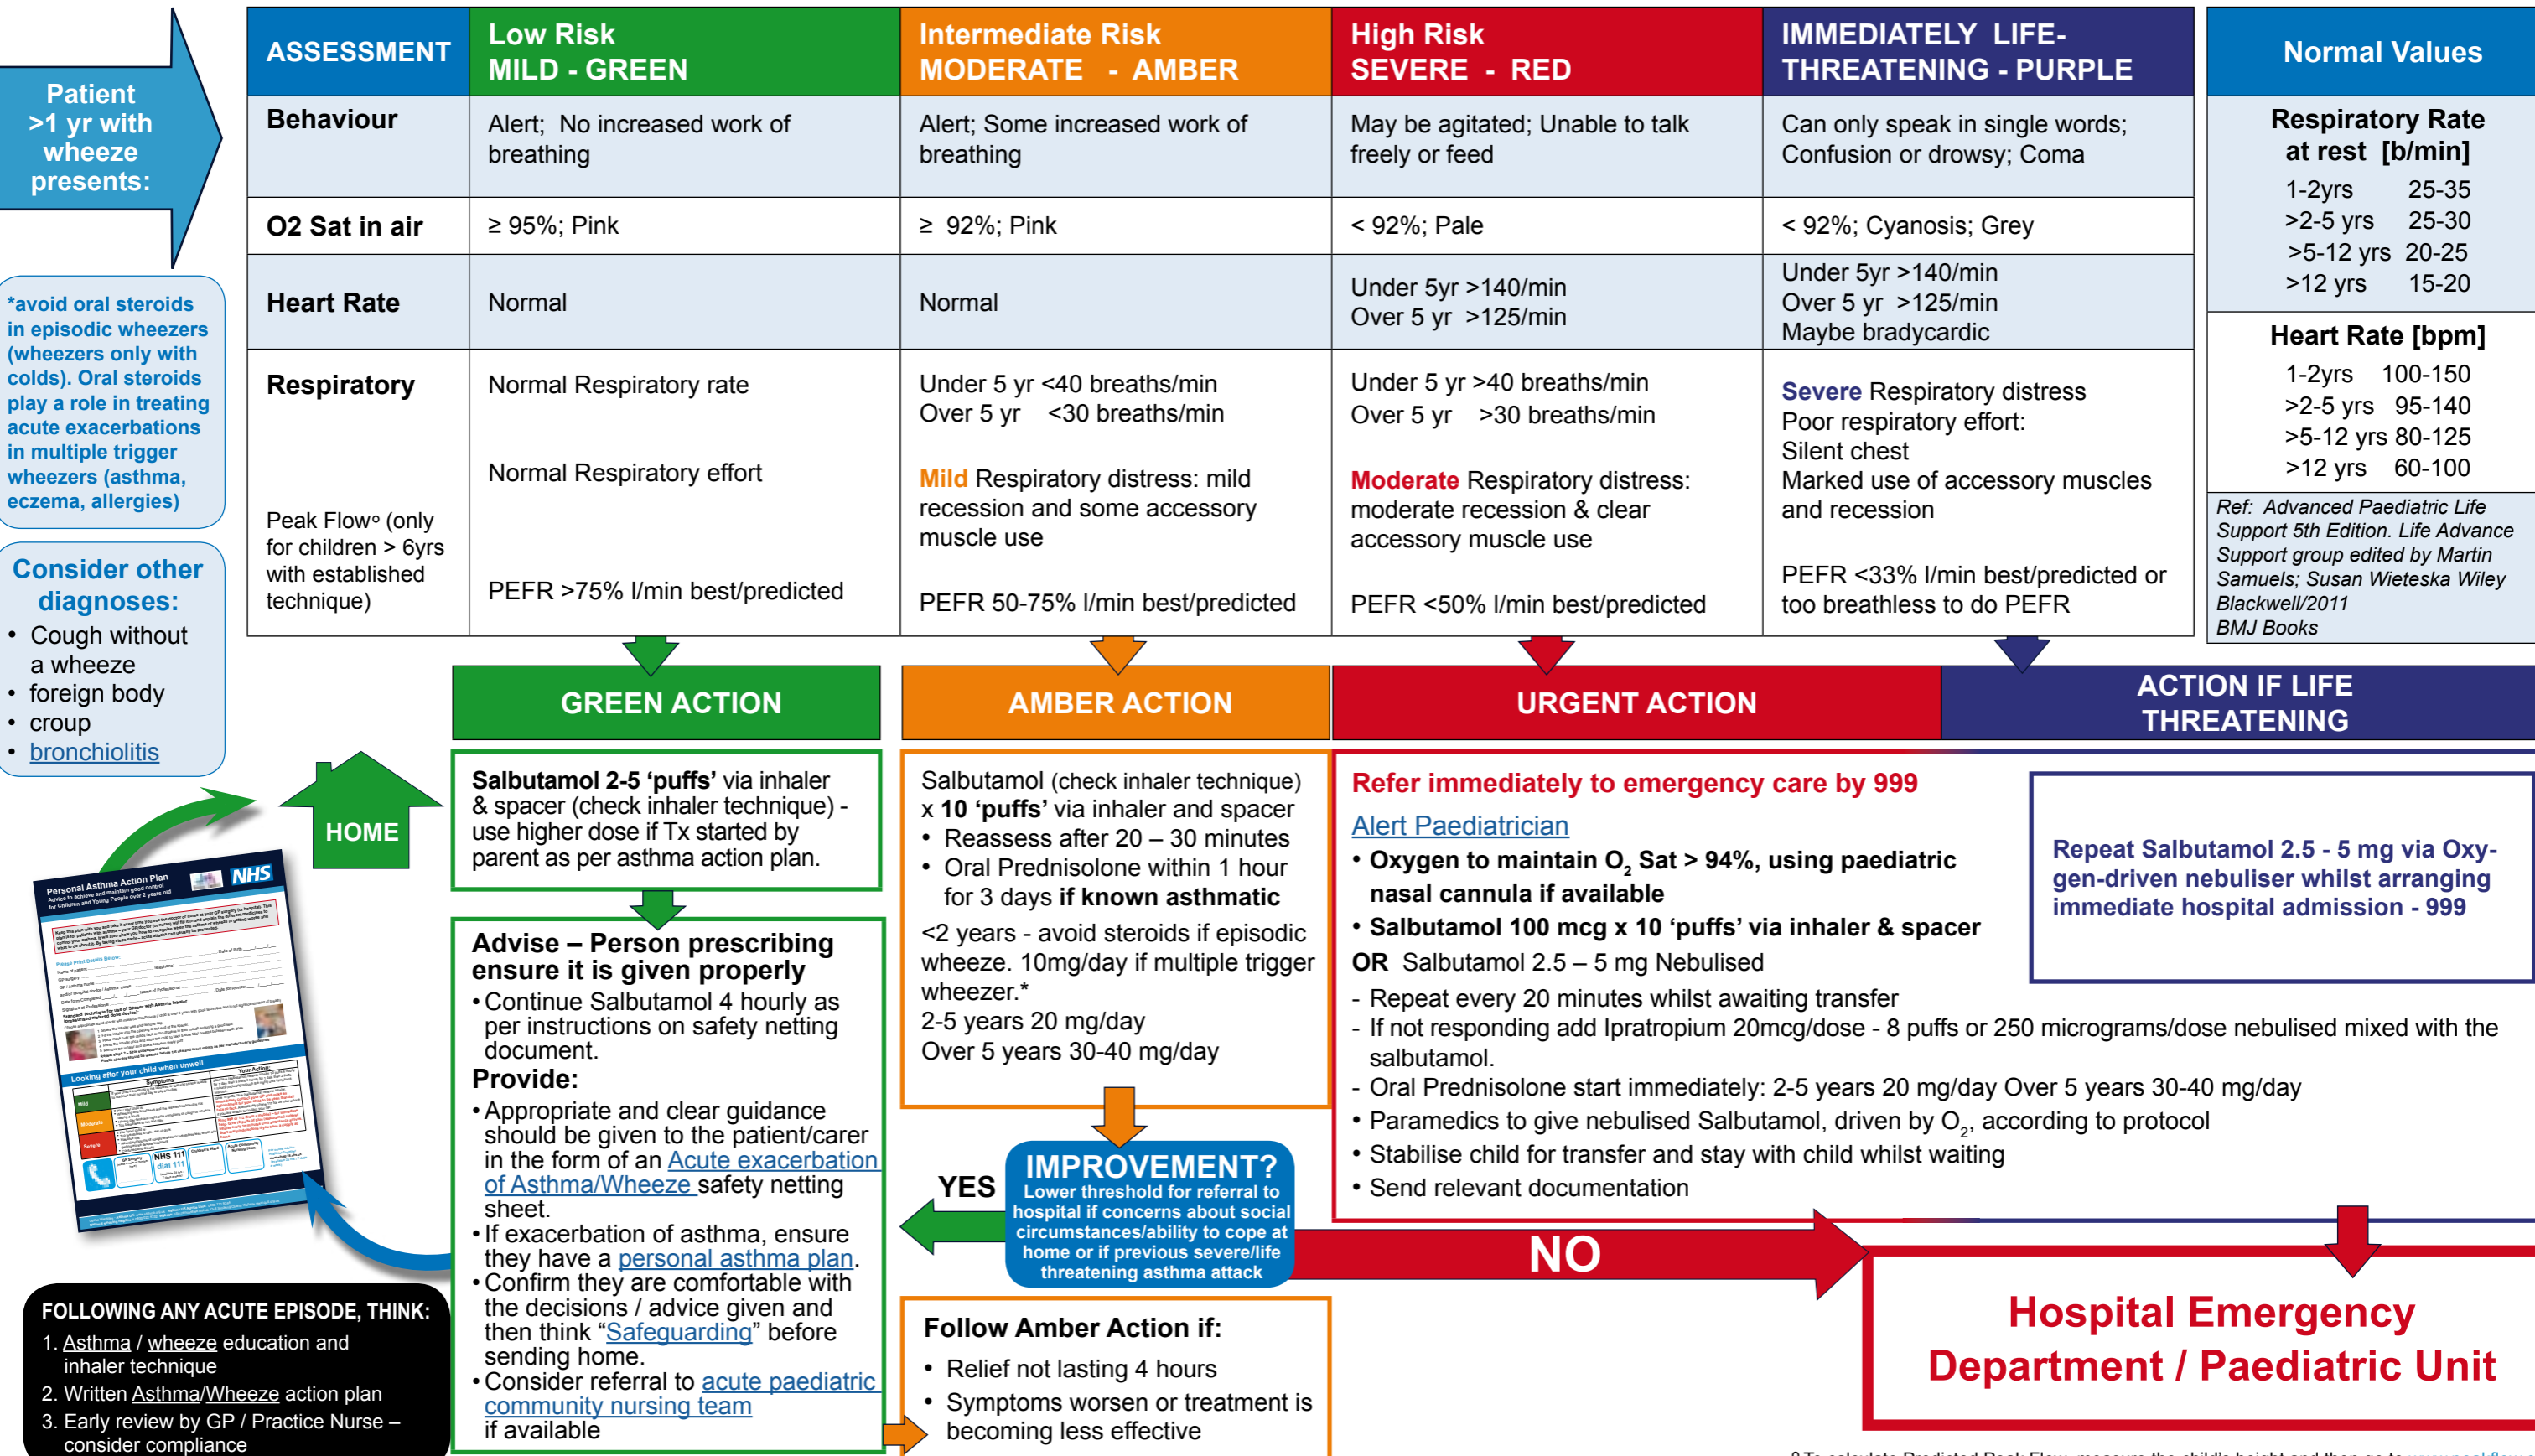 Patient
>1 yr with
wheeze
presents:
*avoid oral steroids
in episodic wheezers
(wheezers only with
colds). Oral steroids
play a role in treating
acute exacerbations
in multiple trigger
wheezers (asthma,
eczema, allergies)
Consider other
diagnoses:
• Cough without
a wheeze
• foreign body
• croup
• bronchiolitis
ASSESSMENT
Low Risk
MILD - GREEN
Intermediate Risk
MODERATE - AMBER
High Risk
SEVERE - RED
IMMEDIATELY LIFE-
THREATENING - PURPLE
Behaviour
Alert; No increased work of
breathing
Alert; Some increased work of
breathing
May be agitated; Unable to talk
freely or feed
Can only speak in single words;
Confusion or drowsy; Coma
O2 Sat in air
≥ 95%; Pink
≥ 92%; Pink
< 92%; Pale
< 92%; Cyanosis; Grey
Heart Rate
Normal
Normal
Under 5yr >140/min
Over 5 yr >125/min
Under 5yr >140/min
Over 5 yr >125/min
Maybe bradycardic
Respiratory
Peak Flow° (only
for children > 6yrs
with established
technique)
Normal Respiratory rate
Normal Respiratory effort
PEFR >75% l/min best/predicted
Under 5 yr <40 breaths/min
Over 5 yr <30 breaths/min
Mild Respiratory distress: mild
recession and some accessory
muscle use
PEFR 50-75% l/min best/predicted
Under 5 yr >40 breaths/min
Over 5 yr >30 breaths/min
Moderate Respiratory distress:
moderate recession & clear
accessory muscle use
PEFR <50% l/min best/predicted
Severe Respiratory distress
Poor respiratory effort:
Silent chest
Marked use of accessory muscles
and recession
PEFR <33% l/min best/predicted or
too breathless to do PEFR
Normal Values
Respiratory Rate
at rest [b/min]
1-2yrs 25-35
>2-5 yrs 25-30
>5-12 yrs 20-25
>12 yrs 15-20
Heart Rate [bpm]
1-2yrs 100-150
>2-5 yrs 95-140
>5-12 yrs 80-125
>12 yrs 60-100
Ref: Advanced Paediatric Life
Support 5th Edition. Life Advance
Support group edited by Martin
Samuels; Susan Wieteska Wiley
Blackwell/2011
BMJ Books
GREEN ACTION
AMBER ACTION
URGENT ACTION
ACTION IF LIFE
THREATENING
HOME
Salbutamol 2-5 ‘puffs’ via inhaler
& spacer (check inhaler technique) -
use higher dose if Tx started by
parent as per asthma action plan.
Advise – Person prescribing
ensure it is given properly
• Continue Salbutamol 4 hourly as
per instructions on safety netting
document.
Provide:
• Appropriate and clear guidance
should be given to the patient/carer
in the form of an Acute exacerbation
of Asthma/Wheeze safety netting
sheet.
• If exacerbation of asthma, ensure
they have a personal asthma plan.
• Confirm they are comfortable with
the decisions / advice given and
then think “Safeguarding” before
sending home.
• Consider referral to acute paediatric
community nursing team
if available
Salbutamol (check inhaler technique)
x 10 ‘puffs’ via inhaler and spacer
• Reassess after 20 – 30 minutes
• Oral Prednisolone within 1 hour
for 3 days if known asthmatic
<2 years - avoid steroids if episodic
wheeze. 10mg/day if multiple trigger
wheezer.*
2-5 years 20 mg/day
Over 5 years 30-40 mg/day
IMPROVEMENT?
Lower threshold for referral to
hospital if concerns about social
circumstances/ability to cope at
home or if previous severe/life
threatening asthma attack
YES
NO
Follow Amber Action if:
• Relief not lasting 4 hours
• Symptoms worsen or treatment is
becoming less effective
Refer immediately to emergency care by 999
Alert Paediatrician
• Oxygen to maintain O2 Sat > 94%, using paediatric
nasal cannula if available
• Salbutamol 100 mcg x 10 ‘puffs’ via inhaler & spacer
OR Salbutamol 2.5 – 5 mg Nebulised
- Repeat every 20 minutes whilst awaiting transfer
- If not responding add Ipratropium 20mcg/dose - 8 puffs or 250 micrograms/dose nebulised mixed with the
salbutamol.
- Oral Prednisolone start immediately: 2-5 years 20 mg/day Over 5 years 30-40 mg/day
• Paramedics to give nebulised Salbutamol, driven by O2, according to protocol
• Stabilise child for transfer and stay with child whilst waiting
• Send relevant documentation
Repeat Salbutamol 2.5 - 5 mg via Oxy-
gen-driven nebuliser whilst arranging
immediate hospital admission - 999
Hospital Emergency
Department / Paediatric Unit
Personal Asthma Action Plan
Advice to achieve and maintain good control
for Children and Young People over 2 years old
NHS
Looking after your child when unwell
Symptoms
Your Action:
Mild
Moderate
Severe
GP Surgery
NHS 111
dial 111
FOLLOWING ANY ACUTE EPISODE, THINK:
1. Asthma / wheeze education and
inhaler technique
2. Written Asthma/Wheeze action plan
3. Early review by GP / Practice Nurse –
consider compliance